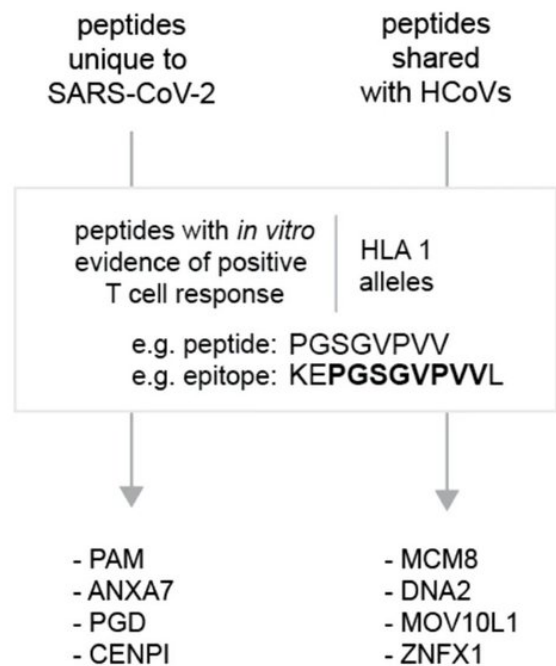 peptides
unique to
SARS-CoV-2
peptides
shared
with HCoVs
peptides with in vitro
evidence of positive
T cell response
HLA 1
alleles
e.g. peptide: PGSGVPVV
e.g. epitope: KEPGSGVPVVL
- PAM
- ANXA7
- PGD
- CENPI
- MCM8
- DNA2
- MOV10L1
- ZNFX1